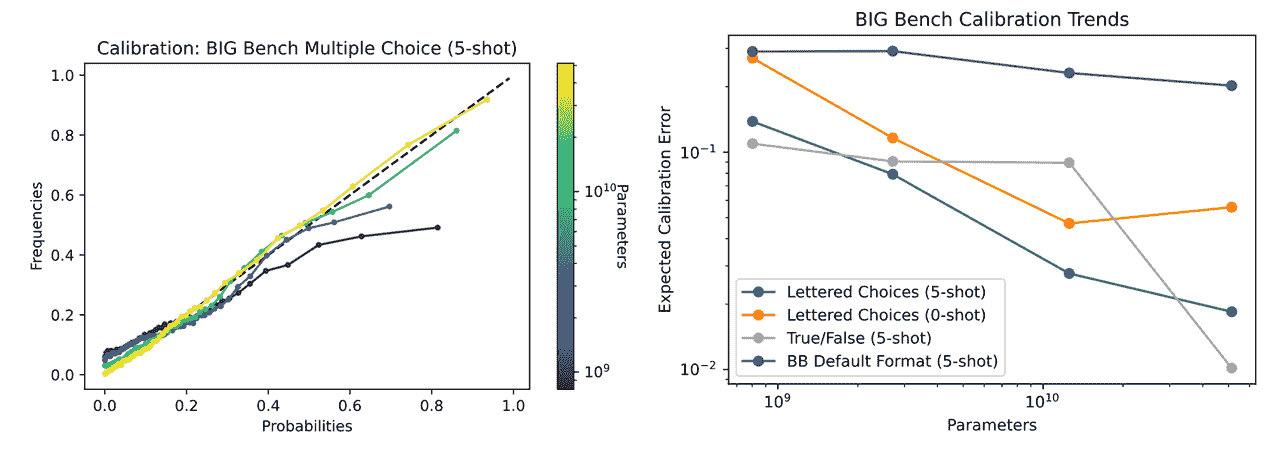 Calibration: BIG Bench Multiple Choice (5-shot)
1.0
0.8
0.6
0.4
0.2
0.0
Frequencies
0.0 0.2 0.4 0.6 0.8 1.0
Probabilities
10¹⁰
10⁹
Parameters
BIG Bench Calibration Trends
Expected Calibration Error
10⁻¹
10⁻²
Lettered Choices (5-shot)
Lettered Choices (0-shot)
True/False (5-shot)
BB Default Format (5-shot)
10⁹ 10¹⁰
Parameters